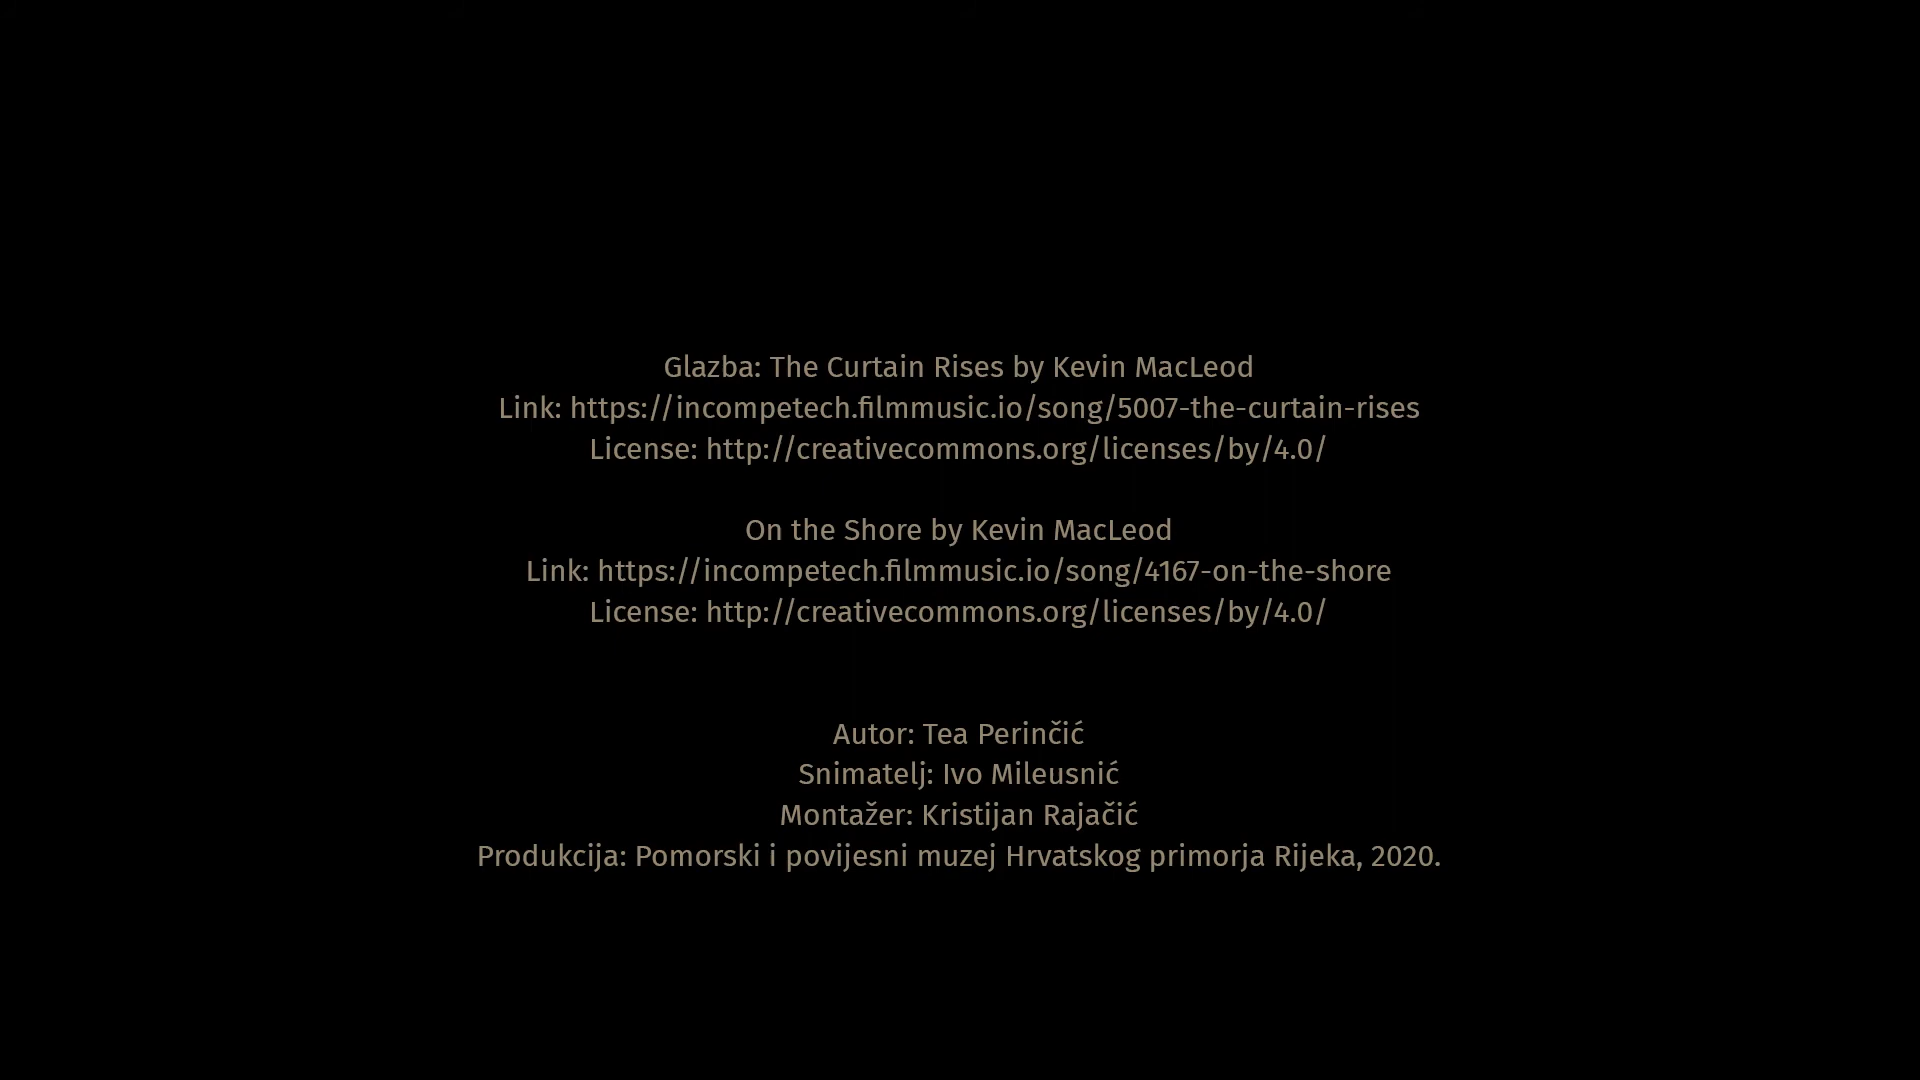 Glazba: The Curtain Rises by Kevin MacLeod
Link: https://incompetech.filmmusic.io/song/5007-the-curtain-rises
License: http://creativecommons.org/licenses/by/4.0/
On the Shore by Kevin MacLeod
Link: https://incompetech.filmmusic.io/song/4167-on-the-shore
License: http://creativecommons.org/licenses/by/4.0/
Autor: Tea Perinčić
Snimatelj: Ivo Mileusnić
Montažer: Kristijan Rajačić
Produkcija: Pomorski i povijesni muzej Hrvatskog primorja Rijeka, 2020.